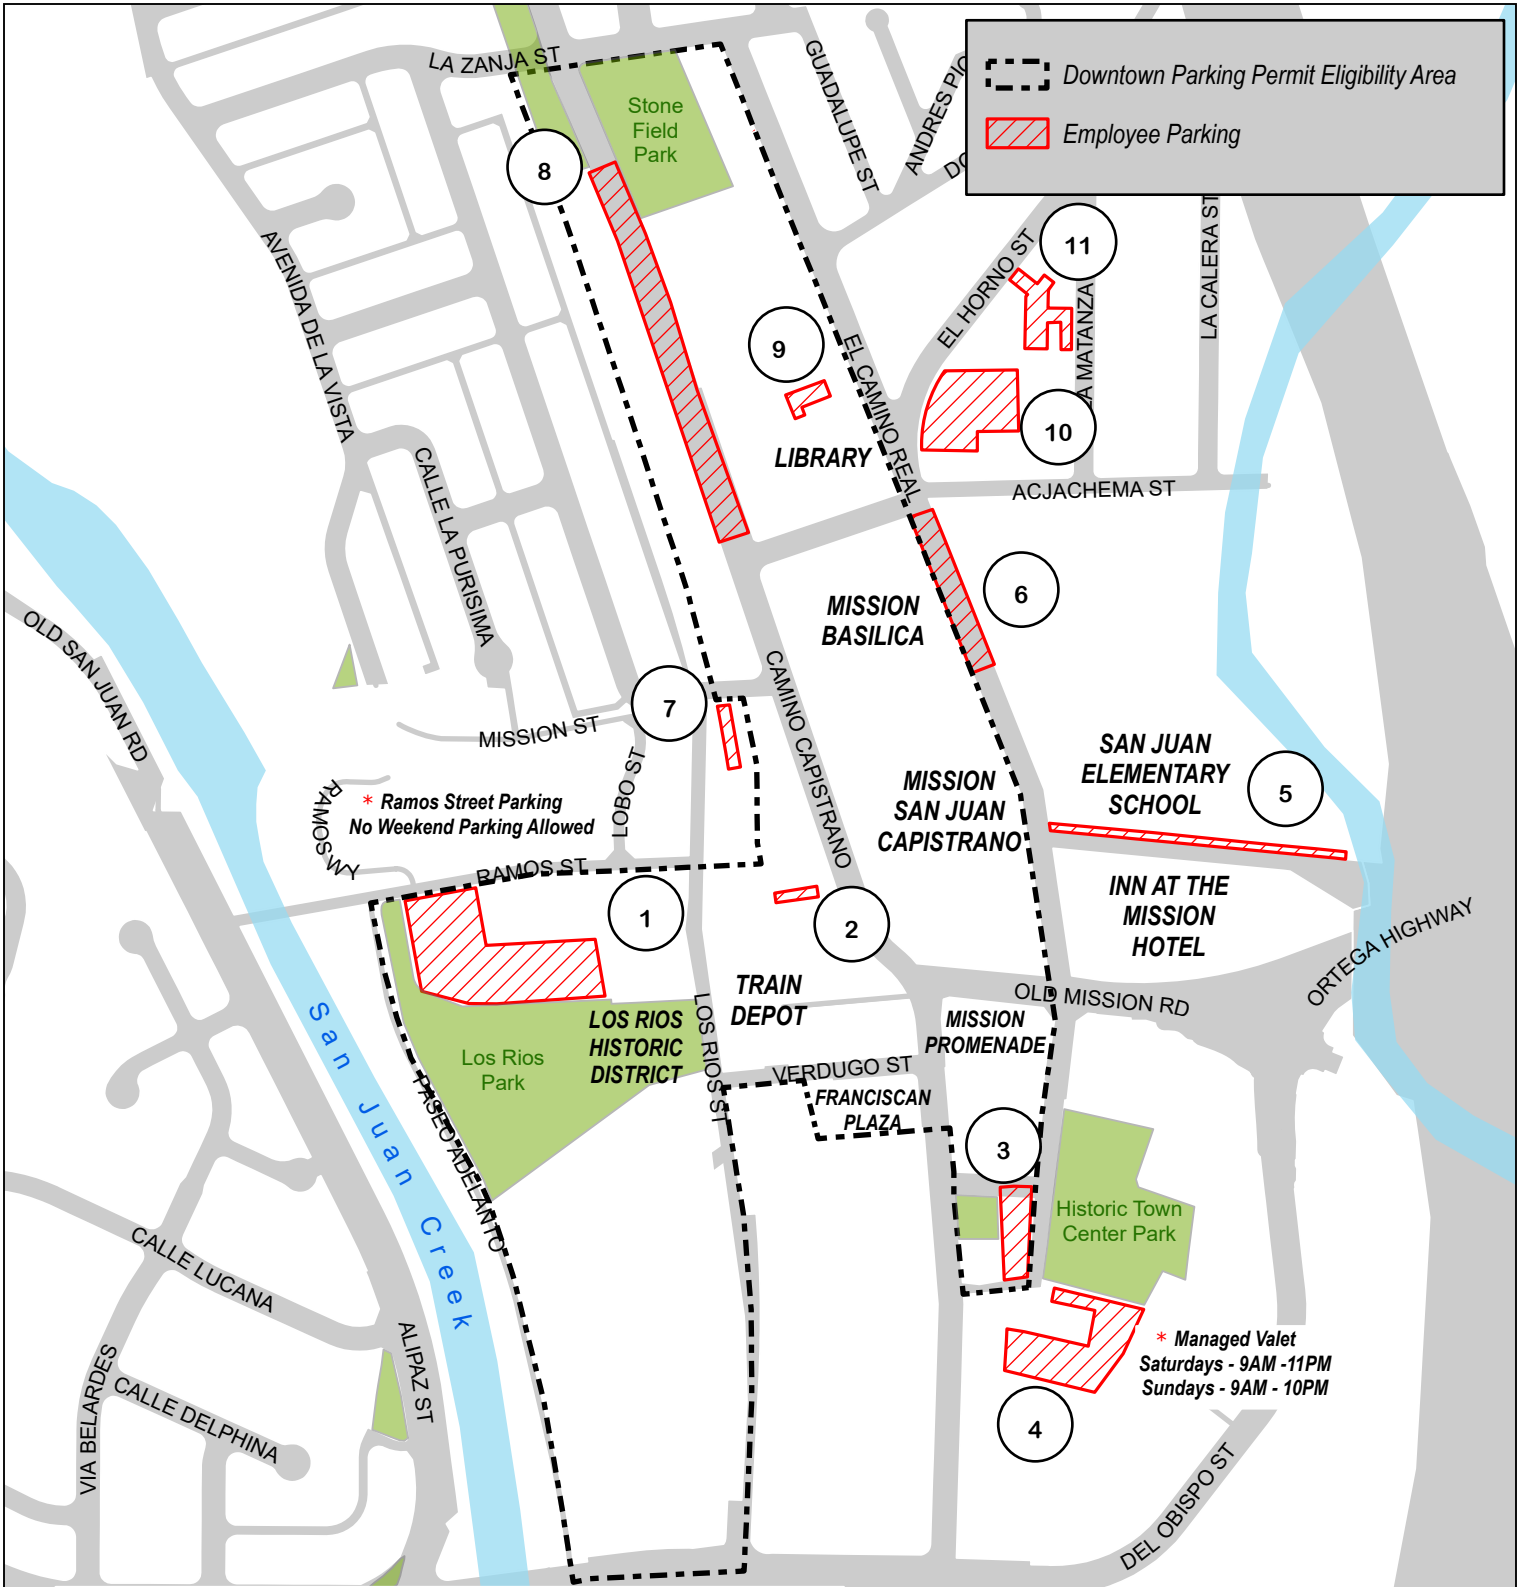 LA ZANJA ST
GUADALUPE ST
ANDRES PIC
DO
Downtown Parking Permit Eligibility Area
Employee Parking
Stone
Field
Park
8
11
LA CALERA ST
EL HORNO ST
LA MATANZA
AVENIDA DE LA VISTA
9
EL CAMINO REAL
10
LIBRARY
CALLE LA PURISIMA
ACJACHEMA ST
6
MISSION
BASILICA
OLD SAN JUAN RD
7
CAMINO CAPISTRANO
MISSION ST
LOBO ST
SAN JUAN
ELEMENTARY
SCHOOL
5
MISSION
SAN JUAN
CAPISTRANO
RAMOS WY
* Ramos Street Parking
No Weekend Parking Allowed
RAMOS ST
1
2
INN AT THE
MISSION
HOTEL
ORTEGA HIGHWAY
TRAIN
DEPOT
OLD MISSION RD
LOS RIOS
HISTORIC
DISTRICT
LOS RIOS ST
MISSION
PROMENADE
San Juan Creek
Los Rios
Park
VERDUGO ST
FRANCISCAN
PLAZA
PASEO ADELANTO
3
Historic Town
Center Park
CALLE LUCANA
ALIPAZ ST
* Managed Valet
Saturdays - 9AM -11PM
Sundays - 9AM - 10PM
VIA BELARDES
CALLE DELPHINA
4
DEL OBISPO ST